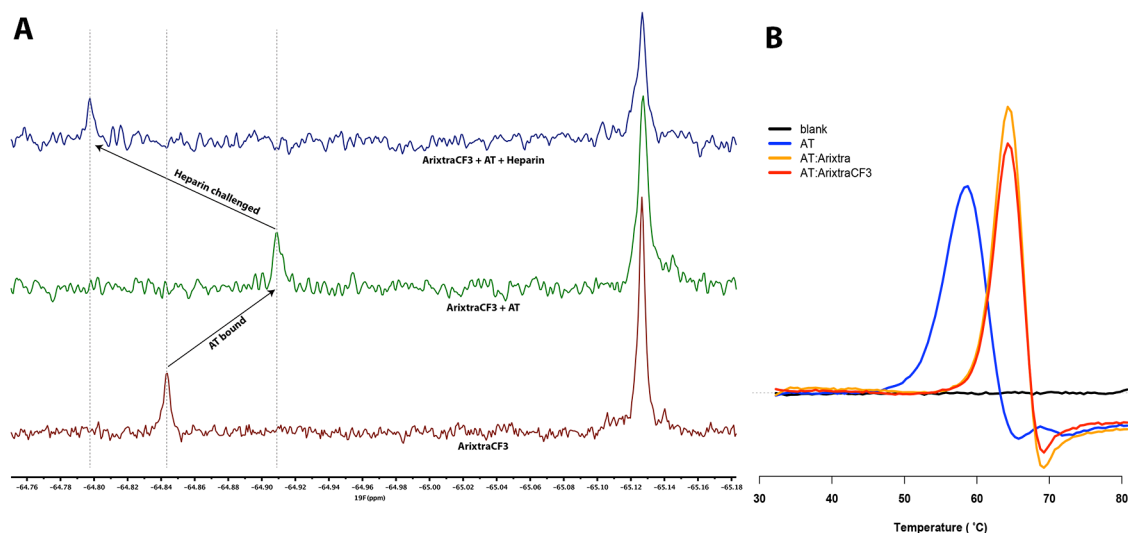 A
Heparin challenged
ArixtraCF3 + AT + Heparin
AT bound
ArixtraCF3 + AT
ArixtraCF3
-64.76 -64.78 -64.80 -64.82 -64.84 -64.86 -64.88 -64.90 -64.92 -64.94 -64.96 -64.98 -65.00 -65.02 -65.04 -65.06 -65.08 -65.10 -65.12 -65.14 -65.16 -65.18
19F(ppm)
B
blank
AT
AT:Arixtra
AT:ArixtraCF3
30 40 50 60 70 80
Temperature ( °C)